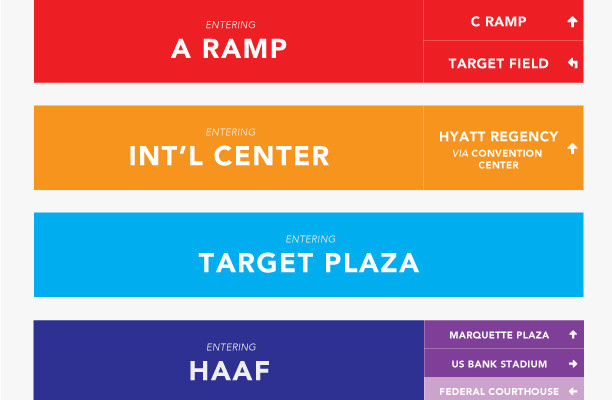 ENTERING
A RAMP
C RAMP
TARGET FIELD
ENTERING
INT'L CENTER
HYATT REGENCY
VIA CONVENTION
CENTER
ENTERING
TARGET PLAZA
ENTERING
HAAF
MARQUETTE PLAZA
US BANK STADIUM
FEDERAL COURTHOUSE